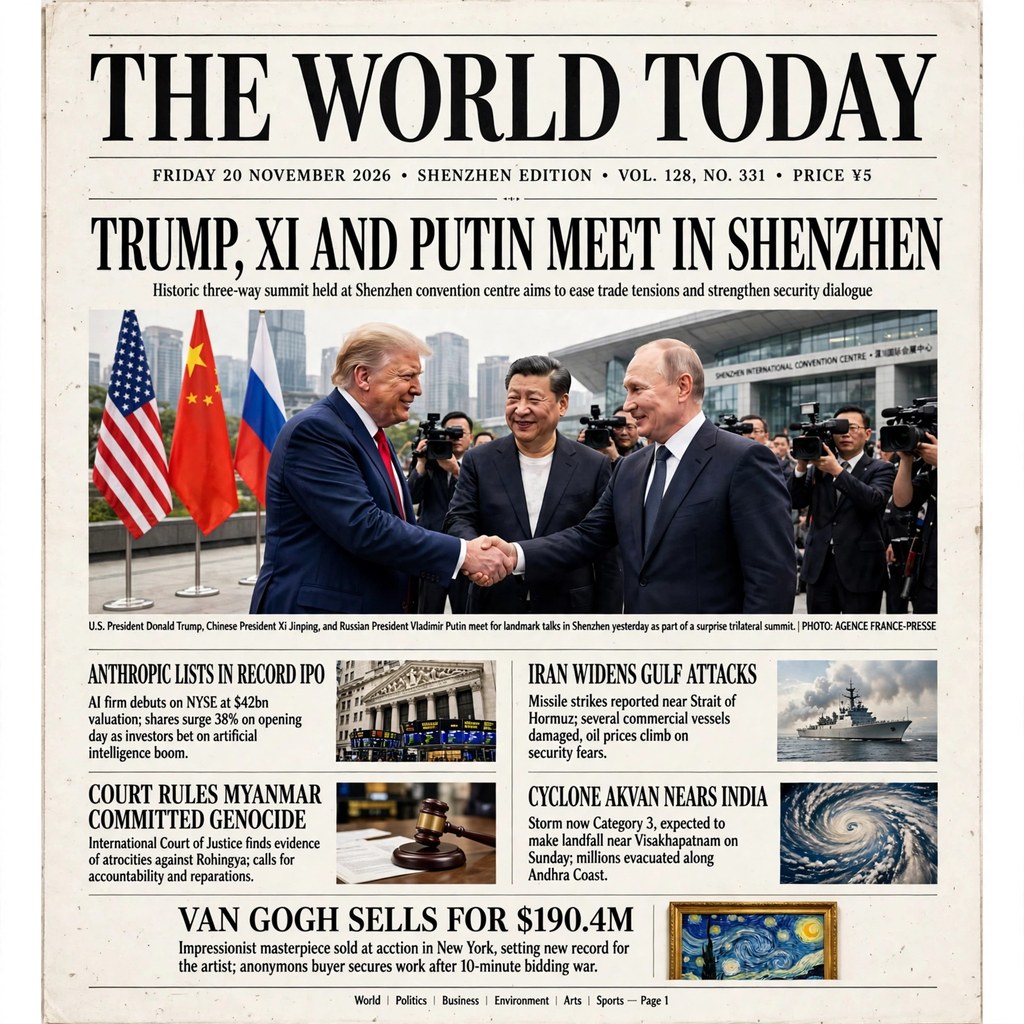 THE WORLD TODAY
FRIDAY 20 NOVEMBER 2026 • SHENZHEN EDITION • VOL. 128, NO. 331 • PRICE ¥5
TRUMP, XI AND PUTIN MEET IN SHENZHEN
Historic three-way summit held at Shenzhen convention centre aims to ease trade tensions and strengthen security dialogue
SHENZHEN INTERNATIONAL CONVENTION CENTRE •
U.S. President Donald Trump, Chinese President Xi Jinping, and Russian President Vladimir Putin meet for landmark talks in Shenzhen yesterday as part of a surprise trilateral summit. | PHOTO: AGENCE FRANCE-PRESSE
ANTHROPIC LISTS IN RECORD IPO
AI firm debuts on NYSE at $42bn
valuation; shares surge 38% on opening
day as investors bet on artificial
intelligence boom.
IRAN WIDENS GULF ATTACKS
Missile strikes reported near Strait of
Hormuz; several commercial vessels
damaged, oil prices climb on
security fears.
COURT RULES MYANMAR
COMMITTED GENOCIDE
International Court of Justice finds evidence
of atrocities against Rohingya; calls for
accountability and reparations.
CYCLONE AKVAN NEARS INDIA
Storm now Category 3, expected to
make landfall near Visakhapatnam on
Sunday; millions evacuated along
Andhra Coast.
VAN GOGH SELLS FOR $190.4M
Impressionist masterpiece sold at acction in New York, setting new record for
the artist; anonymons buyer secures work after 10-minute bidding war.
World | Politics | Business | Environment | Arts | Sports — Page 1